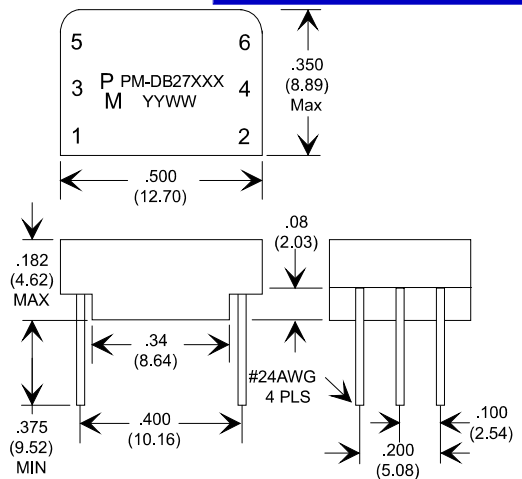 5
6
3
P
M
PM-DB27XXX
YYWW
4
1
2
.350
(8.89)
Max
.500
(12.70)
.182
(4.62)
MAX
.08
(2.03)
.34
(8.64)
#24AWG
4 PLS
.375
(9.52)
MIN
.400
(10.16)
.100
(2.54)
.200
(5.08)